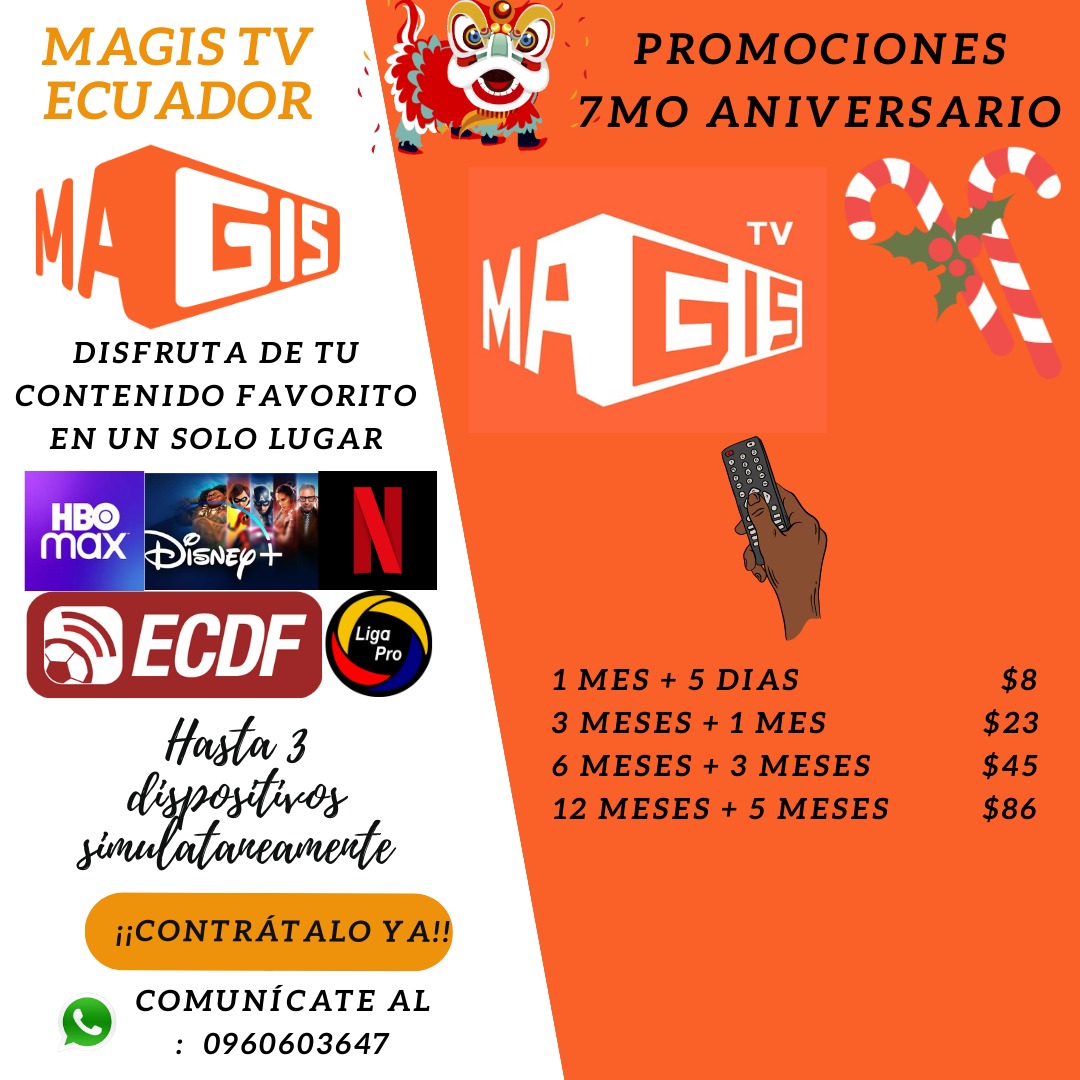 MAGIS TV
ECUADOR
MAGIS
DISFRUTA DE TU
CONTENIDO FAVORITO
EN UN SOLO LUGAR
HBO
max
Disney+
N
ECDF
Liga
Pro
Hasta 3
dispositivos
simulataneamente
¡¡CONTRÁTALO YA!!
COMUNÍCATE AL
: 0960603647
PROMOCIONES
7MO ANIVERSARIO
TV
MAGIS
1 MES + 5 DIAS $8
3 MESES + 1 MES $23
6 MESES + 3 MESES $45
12 MESES + 5 MESES $86